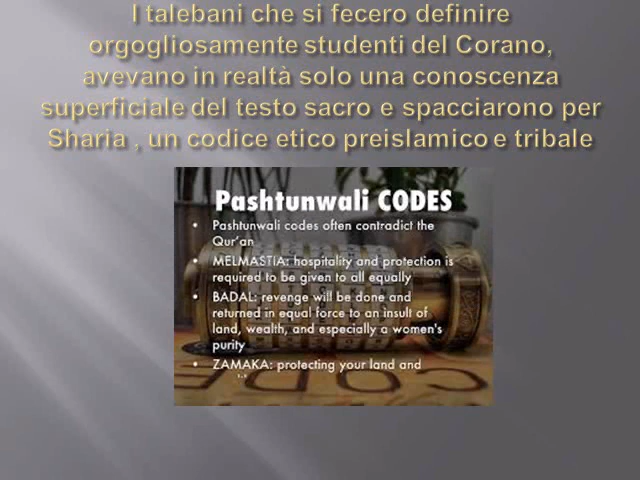 I talebani che si fecero definire
orgogliosamente studenti del Corano,
avevano in realtà solo una conoscenza
superficiale del testo sacro e spacciarono per
Sharia , un codice etico preislamico e tribale
Pashtunwali CODES
• Pashtunwali codes often contradict the
Qur'an
• MELMASTIA: hospitality and protection is
required to be given to all equally
• BADAL: revenge will be done and
returned in equal force to an insult of
land, wealth, and especially a women's
purity
• ZAMAKA: protecting your land and